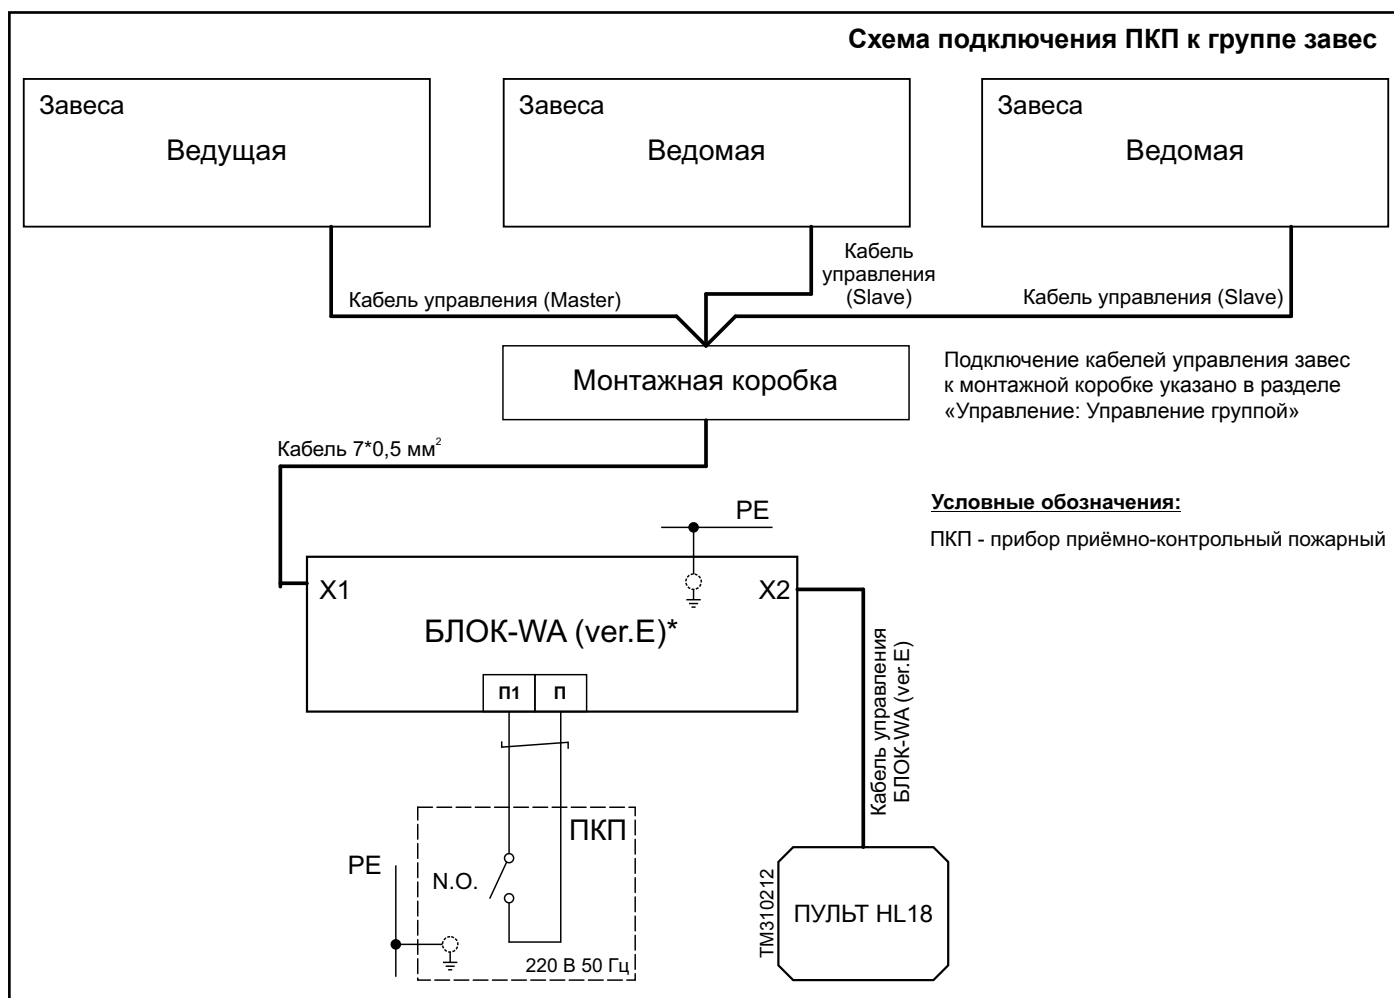 Схема подключения ПКП к группе завес
Завеса
Ведущая
Завеса
Ведомая
Завеса
Ведомая
Кабель управления (Master)
Кабель
управления
(Slave)
Кабель управления (Slave)
Монтажная коробка
Подключение кабелей управления завес
к монтажной коробке указано в разделе
«Управление: Управление группой»
Кабель 7*0,5 мм²
Условные обозначения:
ПКП - прибор приёмно-контрольный пожарный
PE
X1
X2
БЛОК-WA (ver.E)*
П1
П
Кабель управления
БЛОК-WA (ver.E)
ПКП
PE
N.O.
220 В 50 Гц
TM310212
ПУЛЬТ HL18